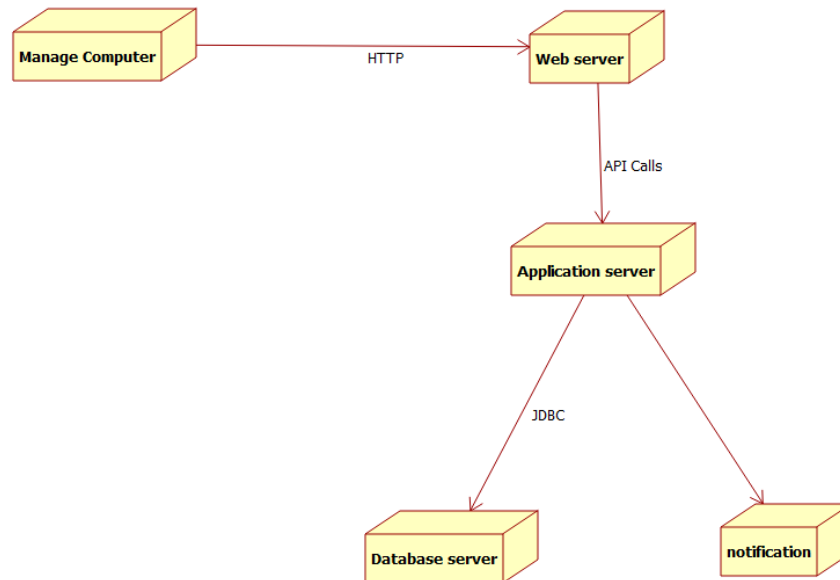 Manage Computer
HTTP
Web server
API Calls
Application server
JDBC
Database server
notification